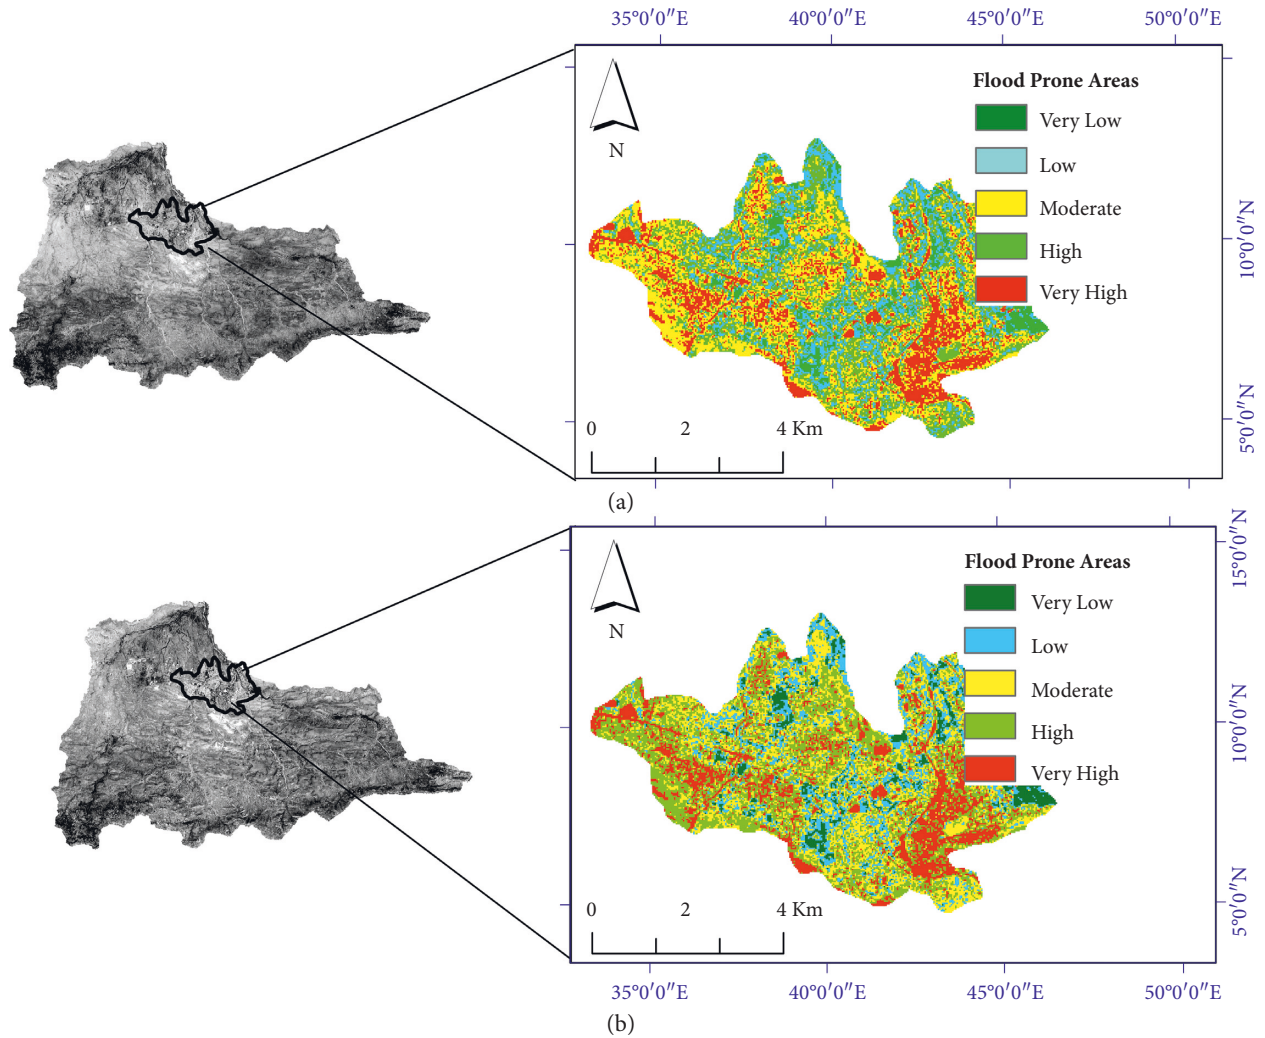 35°0′0″E 40°0′0″E 45°0′0″E 50°0′0″E
Flood Prone Areas
Very Low
Low
Moderate
High
Very High
N
10°0′0″N
5°0′0″N
0 2 4 Km
(a)
15°0′0″N
Flood Prone Areas
Very Low
Low
Moderate
High
Very High
N
10°0′0″N
5°0′0″N
0 2 4 Km
35°0′0″E 40°0′0″E 45°0′0″E 50°0′0″E
(b)